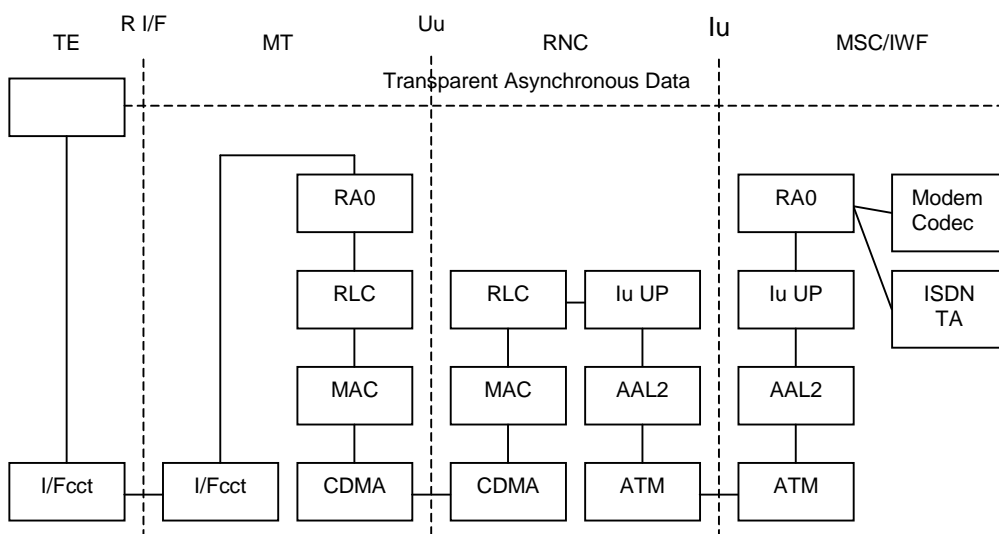 R I/F
Uu
Iu
TE
MT
RNC
MSC/IWF
Transparent Asynchronous Data
RA0
RA0
Modem
Codec
RLC
RLC
Iu UP
Iu UP
ISDN
TA
MAC
MAC
AAL2
AAL2
I/Fcct
I/Fcct
CDMA
CDMA
ATM
ATM